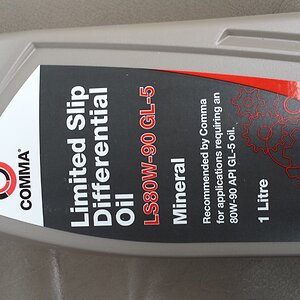 COMMA®
Limited Slip
Differential
Oil
LS80W-90 GL-5
Mineral
Recommended by Comma
for applications requiring an
80W-90 API GL-5 oil.
1 Litre